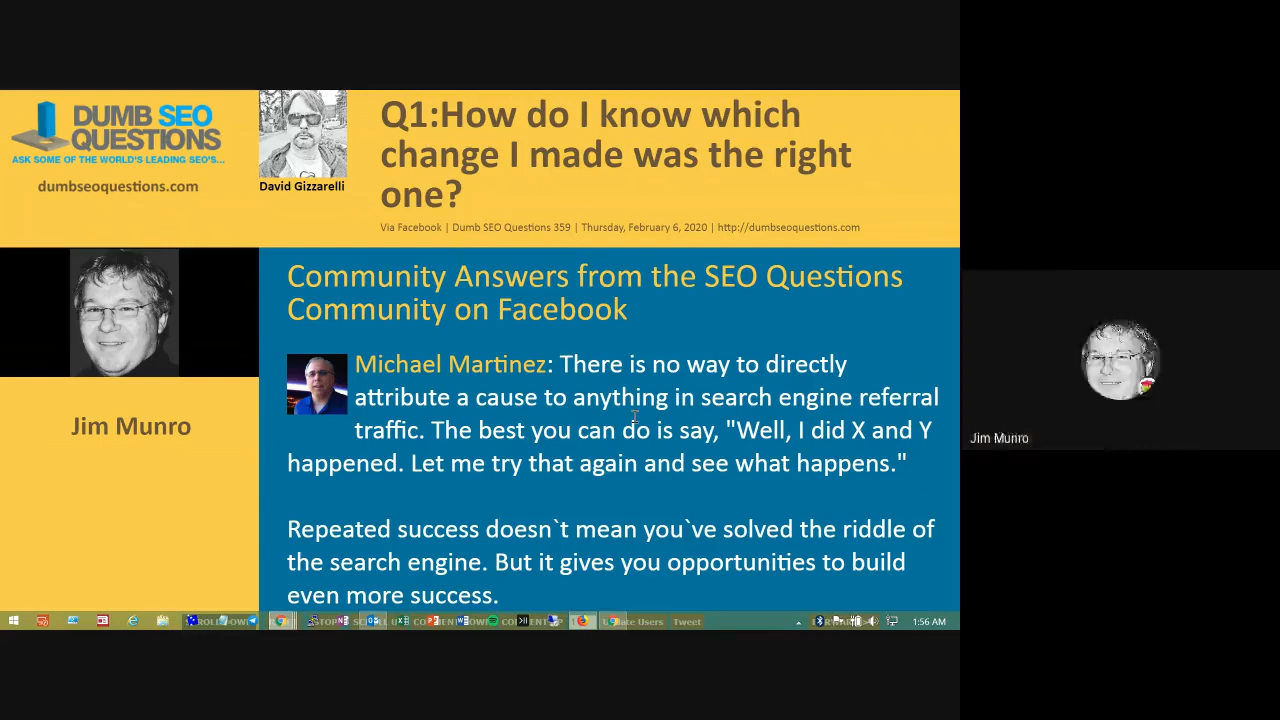 DUMB SEO
QUESTIONS
ASK SOME OF THE WORLD'S LEADING SEO'S...
dumbseoquestions.com
David Gizzarelli
Q1:How do I know which
change I made was the right
one?
Via Facebook | Dumb SEO Questions 359 | Thursday, February 6, 2020 | http://dumbseoquestions.com
Jim Munro
Community Answers from the SEO Questions
Community on Facebook
Michael Martinez: There is no way to directly
attribute a cause to anything in search engine referral
traffic. The best you can do is say, "Well, I did X and Y
happened. Let me try that again and see what happens."
Repeated success doesn`t mean you`ve solved the riddle of
the search engine. But it gives you opportunities to build
even more success.
Jim Munro
Users Tweet
1:56 AM